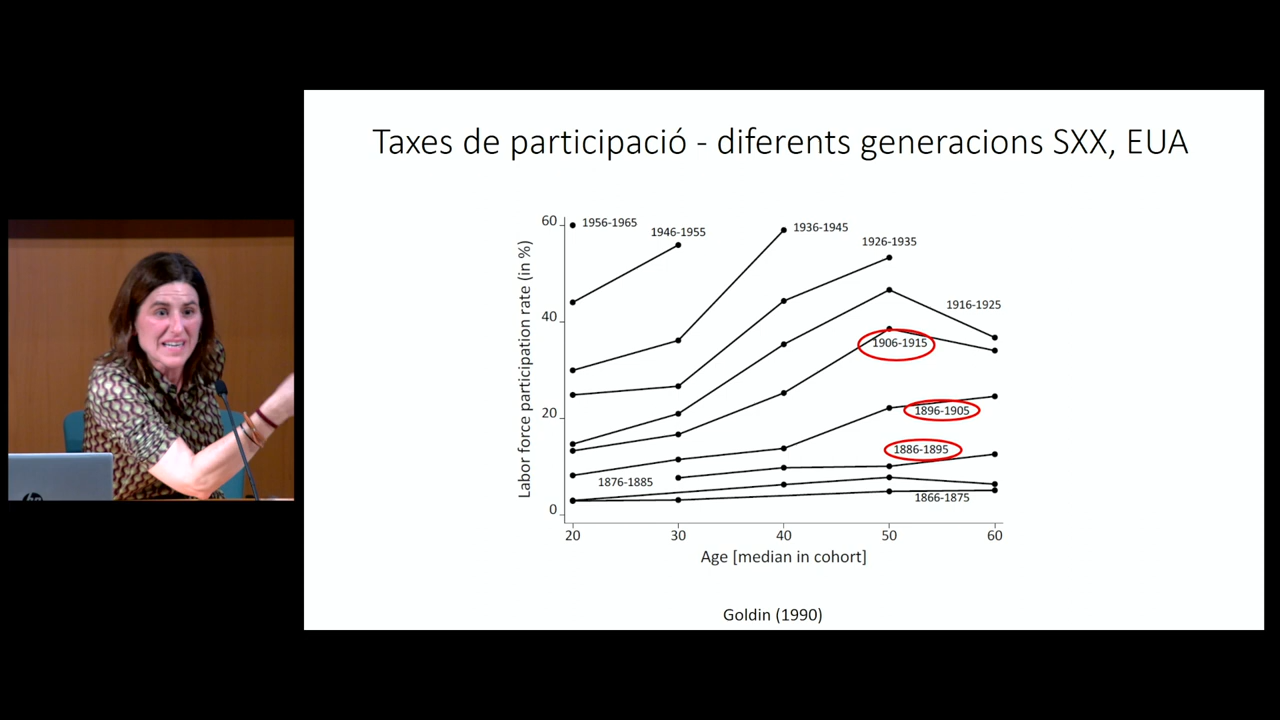 Taxes de participació - diferents generacions SXX, EUA
60
1956-1965
1946-1955
1936-1945
1926-1935
1916-1925
40
1906-1915
20
1896-1905
1886-1895
1876-1885
1866-1875
0
20 30 40 50 60
Labor force participation rate (in %)
Age [median in cohort]
Goldin (1990)
hp